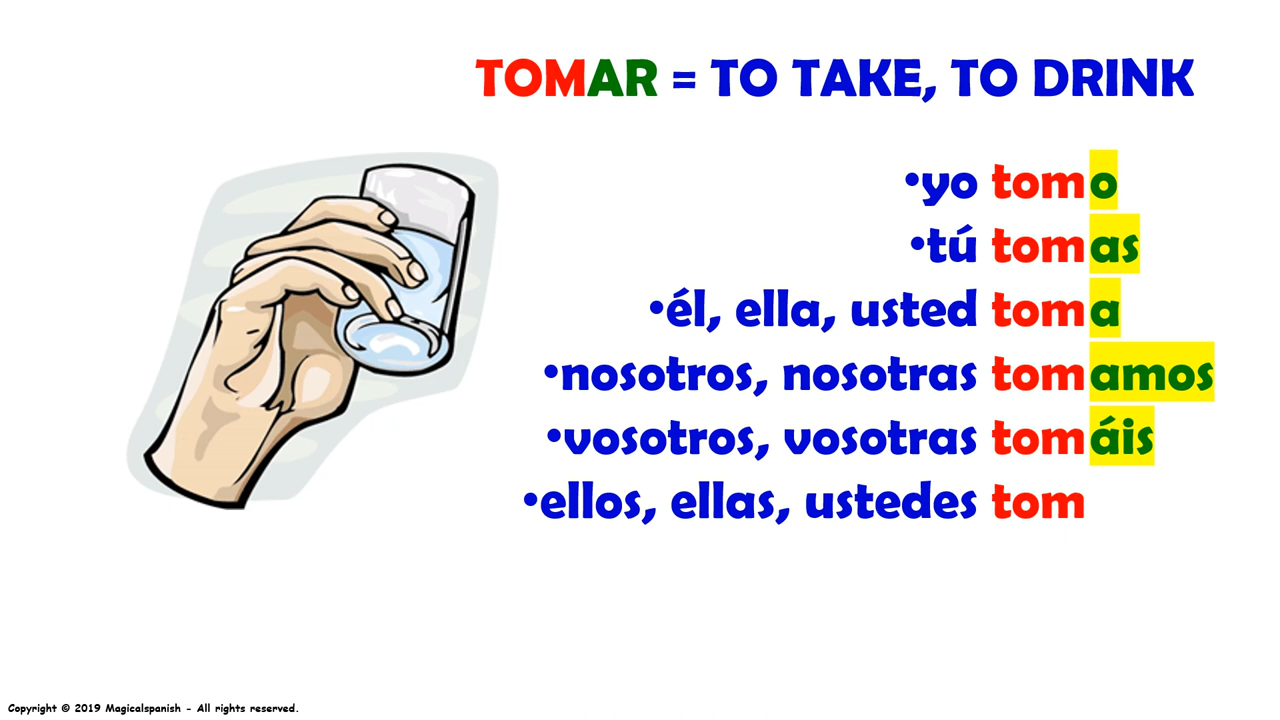 TOMAR = TO TAKE, TO DRINK
•yo tomo
•tú tomas
•él, ella, usted toma
•nosotros, nosotras tomamos
•vosotros, vosotras tomáis
•ellos, ellas, ustedes tom
Copyright © 2019 Magicalspanish - All rights reserved.